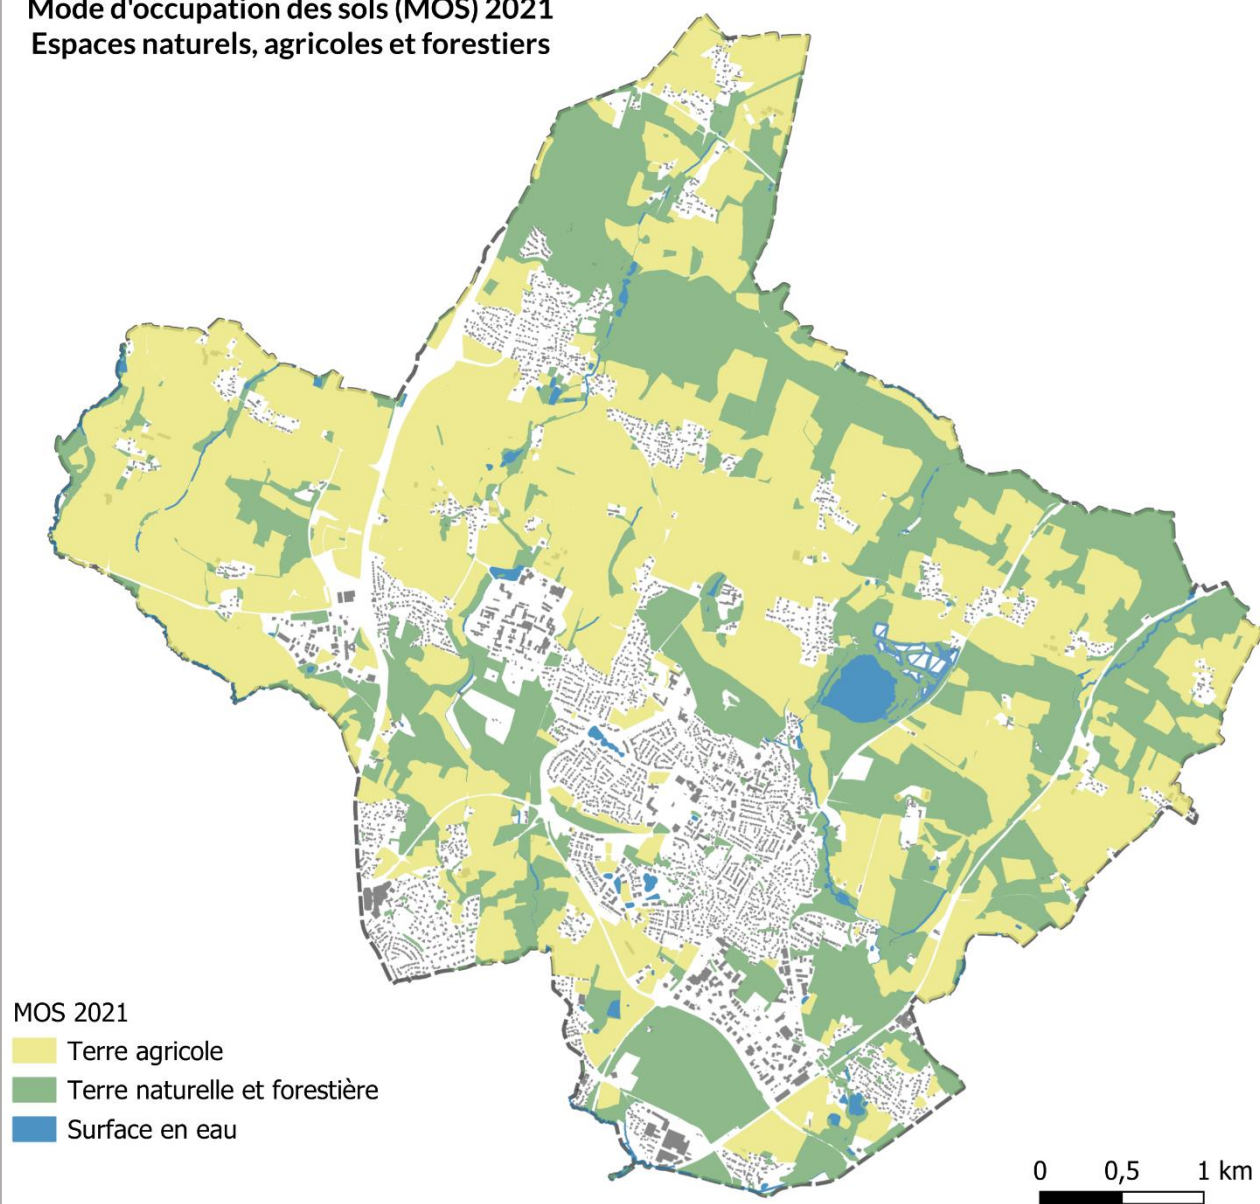 Mode d'occupation des sols (MOS) 2021
Espaces naturels, agricoles et forestiers
MOS 2021
Terre agricole
Terre naturelle et forestière
Surface en eau
0 0,5 1 km